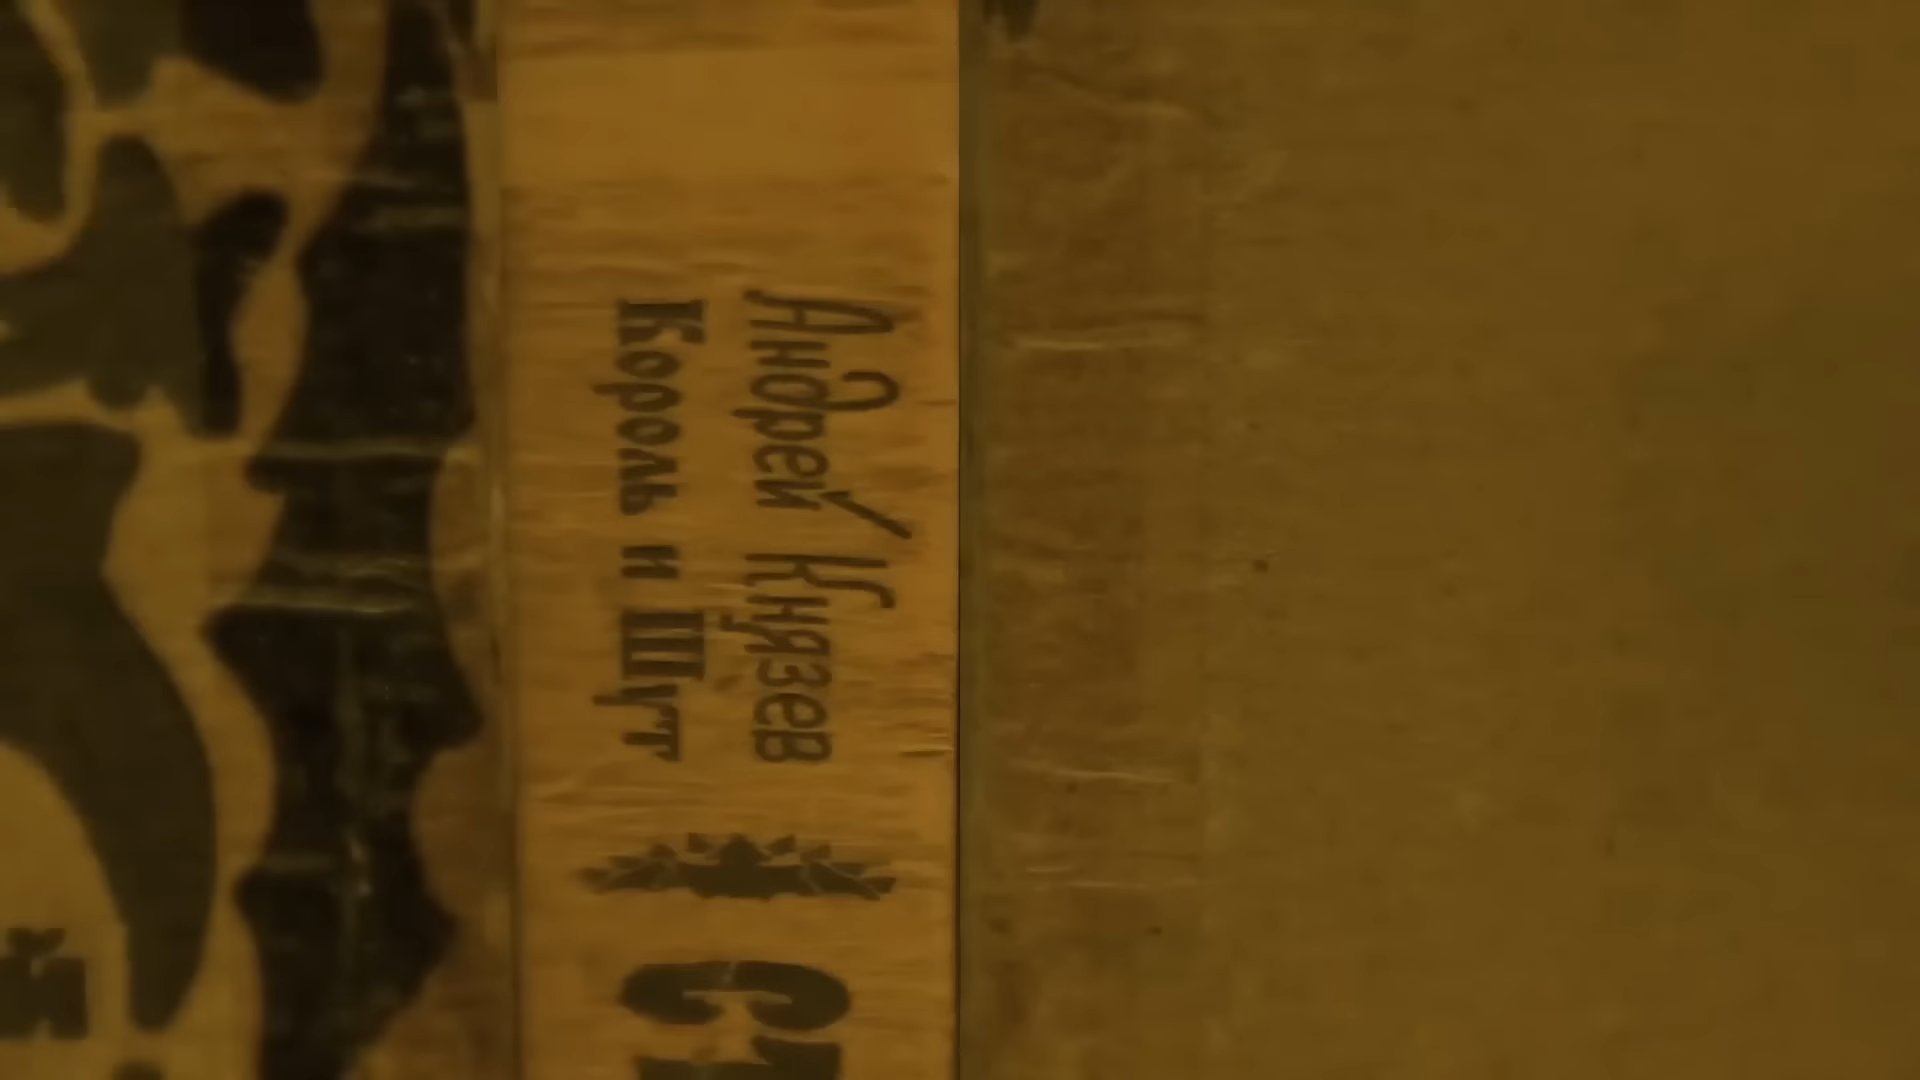 Андрей Князев
Король и Шут
й